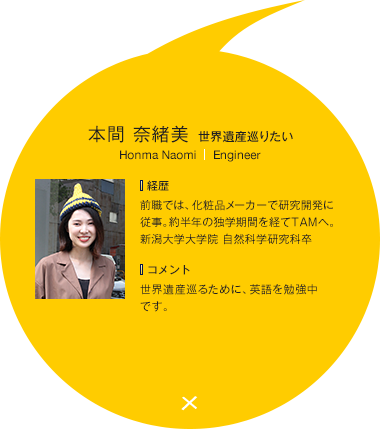 本間 奈緒美 世界遺産巡りたい
Honma Naomi | Engineer
経歴
前職では、化粧品メーカーで研究開発に
従事。約半年の独学期間を経てTAMへ。
新潟大学大学院 自然科学研究科卒
コメント
世界遺産巡るために、英語を勉強中
です。